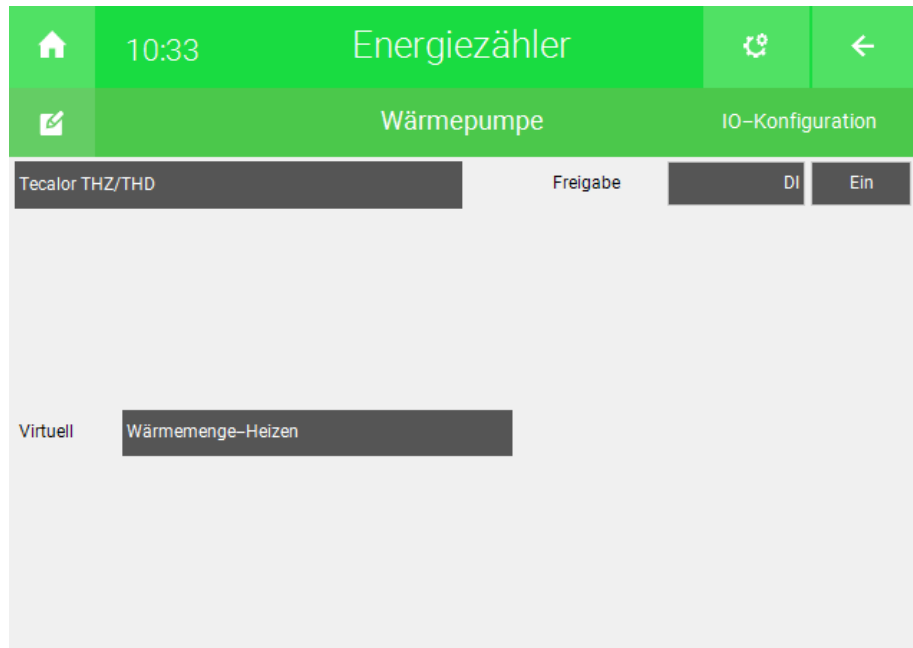 10:33 Energiezähler
Wärmepumpe IO-Konfiguration
Tecalor THZ/THD Freigabe DI Ein
Virtuell Wärmemenge-Heizen